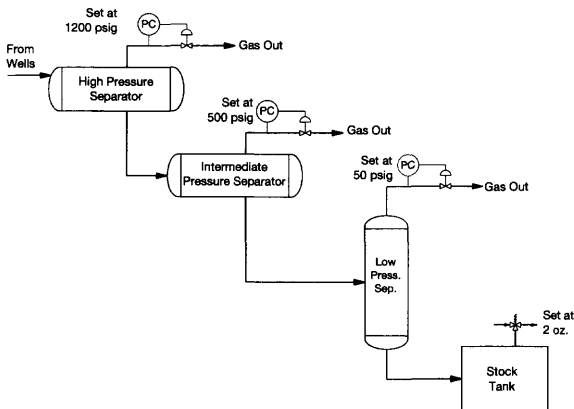 Set at
1200 psig
PC
Gas Out
From
Wells
High Pressure
Separator
Set at
500 psig
PC
Gas Out
Intermediate
Pressure Separator
Set at
50 psig
PC
Gas Out
Low
Press.
Sep.
Set at
2 oz.
Stock
Tank